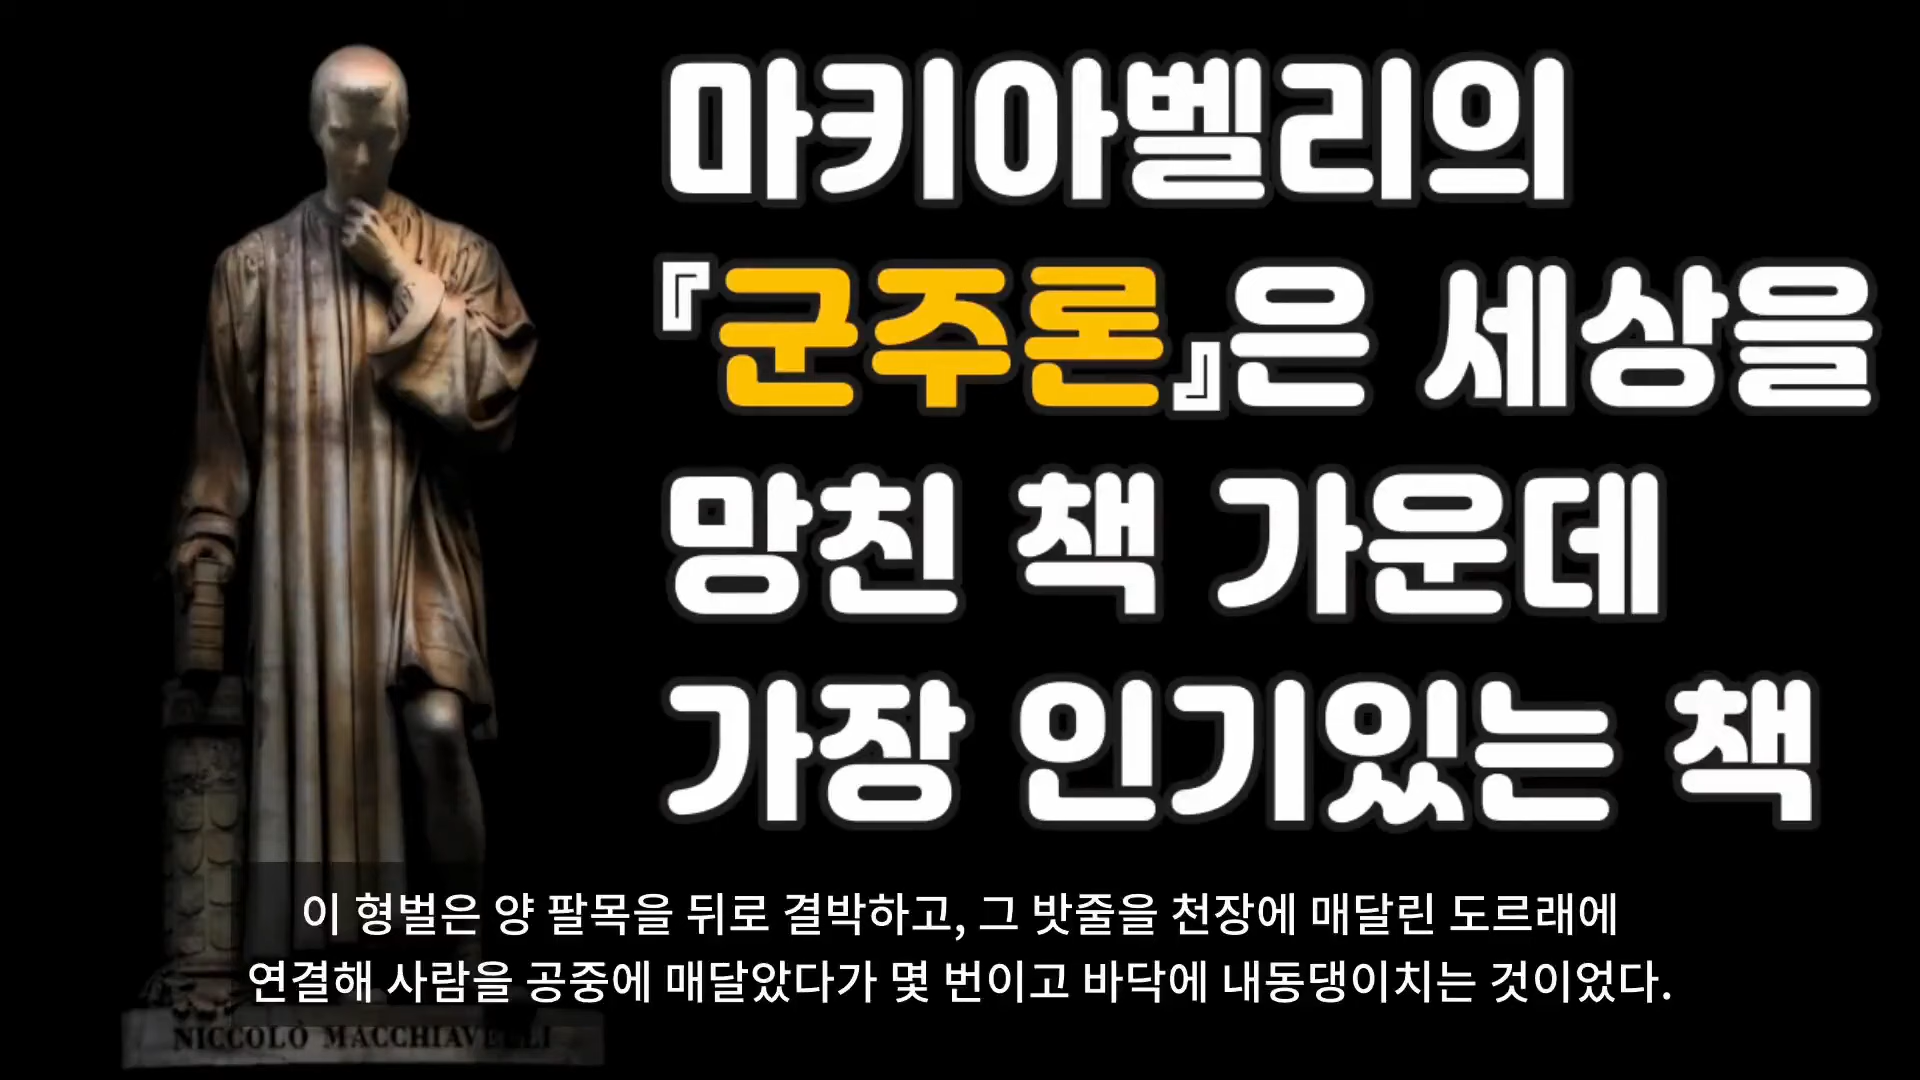 마키아벨리의
『군주론』은 세상을
망친 책 가운데
가장 인기있는 책
이 형벌은 양 팔목을 뒤로 결박하고, 그 밧줄을 천장에 매달린 도르래에
연결해 사람을 공중에 매달았다가 몇 번이고 바닥에 내동댕이치는 것이었다.
NICCOLÒ MACCHIAVELLI